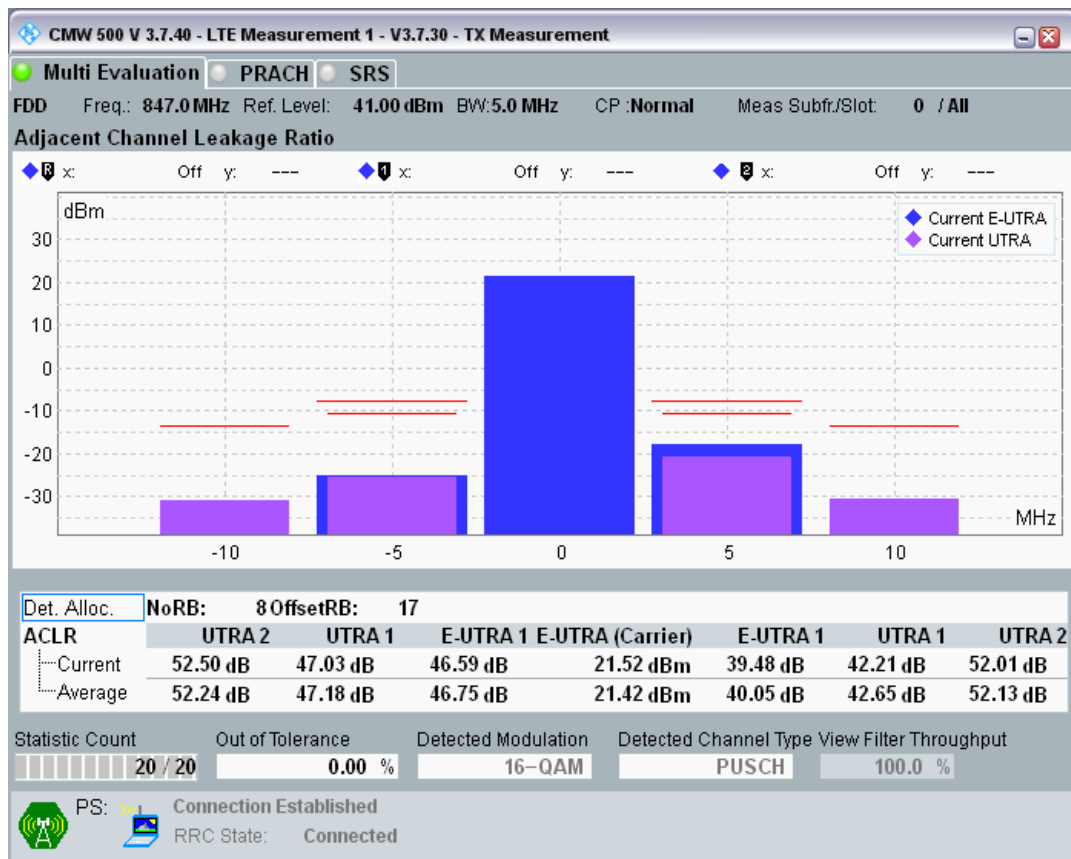 CMW 500 V 3.7.40 - LTE Measurement 1 - V3.7.30 - TX Measurement
Multi Evaluation PRACH SRS
FDD Freq.: 847.0 MHz Ref. Level: 41.00 dBm BW:5.0 MHz CP :Normal Meas Subfr./Slot: 0 / All
Adjacent Channel Leakage Ratio
R x: Off y: --- 1 x: Off y: --- 2 x: Off y: ---
dBm
Current E-UTRA
Current UTRA
30
20
10
0
-10
-20
-30
MHz
-10 -5 0 5 10
Det. Alloc. NoRB: 8 OffsetRB: 17
ACLR UTRA 2 UTRA 1 E-UTRA 1 E-UTRA (Carrier) E-UTRA 1 UTRA 1 UTRA 2
Current 52.50 dB 47.03 dB 46.59 dB 21.52 dBm 39.48 dB 42.21 dB 52.01 dB
Average 52.24 dB 47.18 dB 46.75 dB 21.42 dBm 40.05 dB 42.65 dB 52.13 dB
Statistic Count Out of Tolerance Detected Modulation Detected Channel Type View Filter Throughput
20 / 20 0.00 % 16-QAM PUSCH 100.0 %
PS: Connection Established
RRC State: Connected